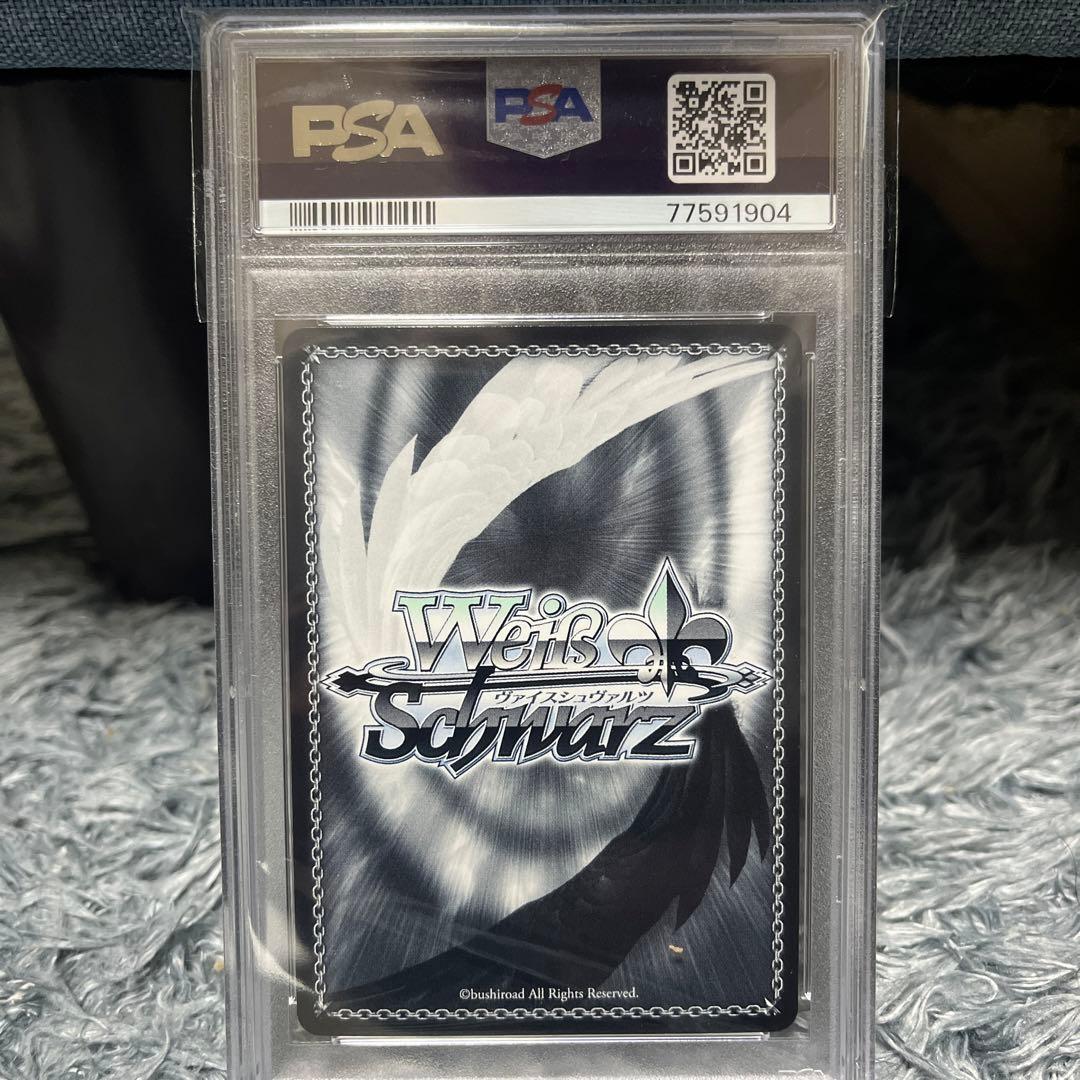 PSA
PSA
77591904
Weiß
ヴァイスシュヴァルツ
Schwarz
©bushiroad All Rights Reserved.